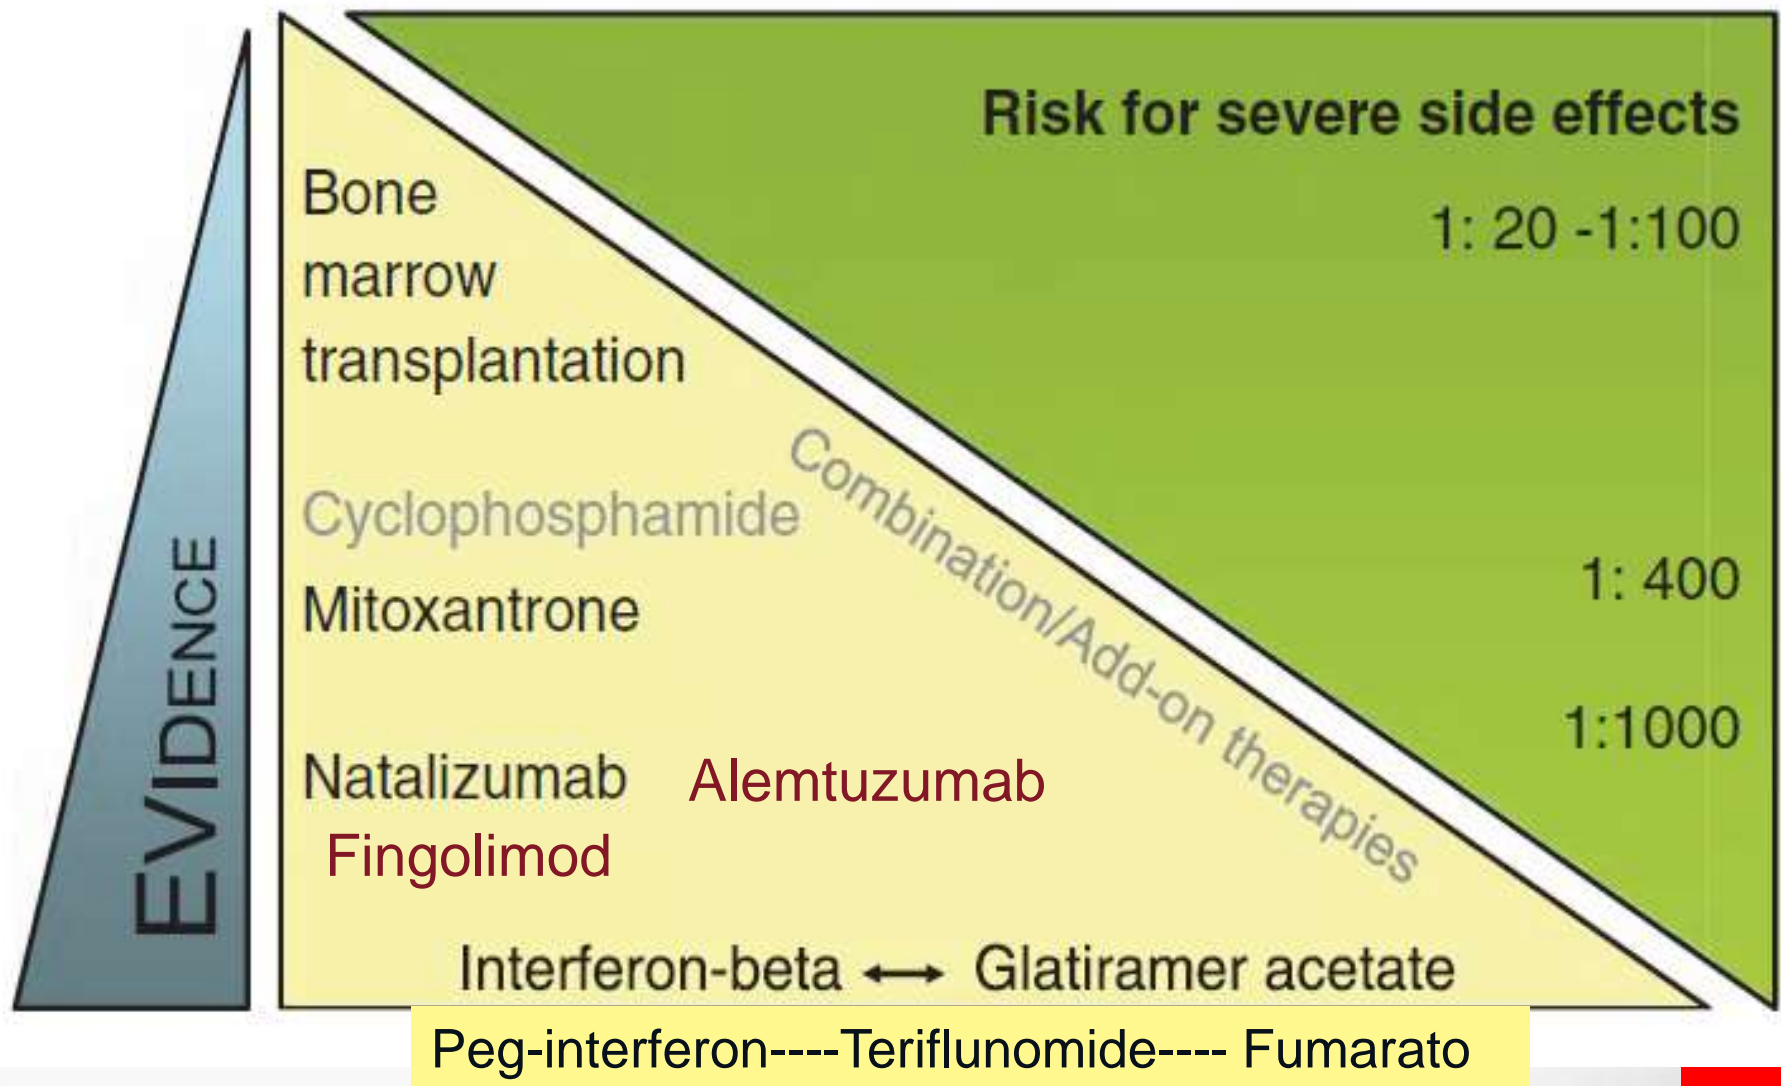 EVIDENCE
Risk for severe side effects
Bone
marrow
transplantation
1: 20 -1:100
Cyclophosphamide
Combination/Add-on therapies
Mitoxantrone
1: 400
Natalizumab Alemtuzumab
1:1000
Fingolimod
Interferon-beta ↔ Glatiramer acetate
Peg-interferon----Teriflunomide---- Fumarato